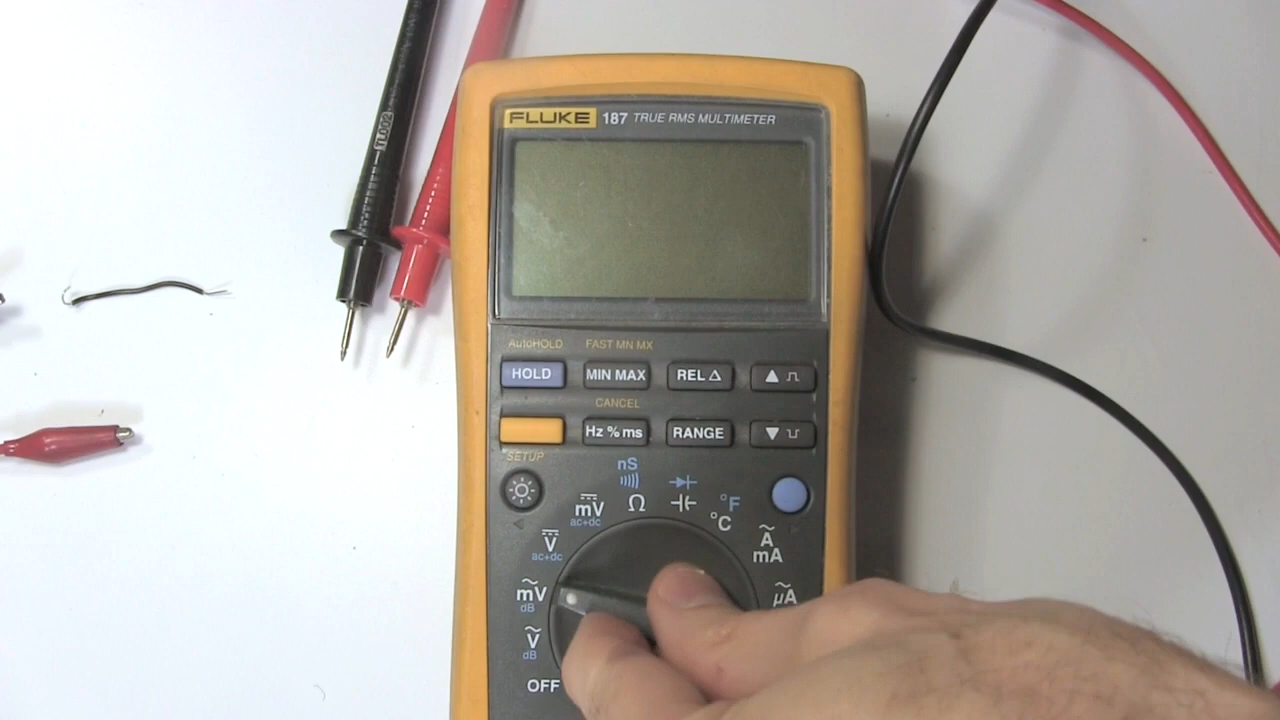 TL002
FLUKE 187 TRUE RMS MULTIMETER
AutoHOLD FAST MN MX
HOLD MIN MAX REL△ ▲
CANCEL
Hz % ms RANGE ▼
SETUP
nS
Ω
mV
ac+dc
°F
°C
V
ac+dc
A
mA
mV
dB
µA
V
dB
OFF